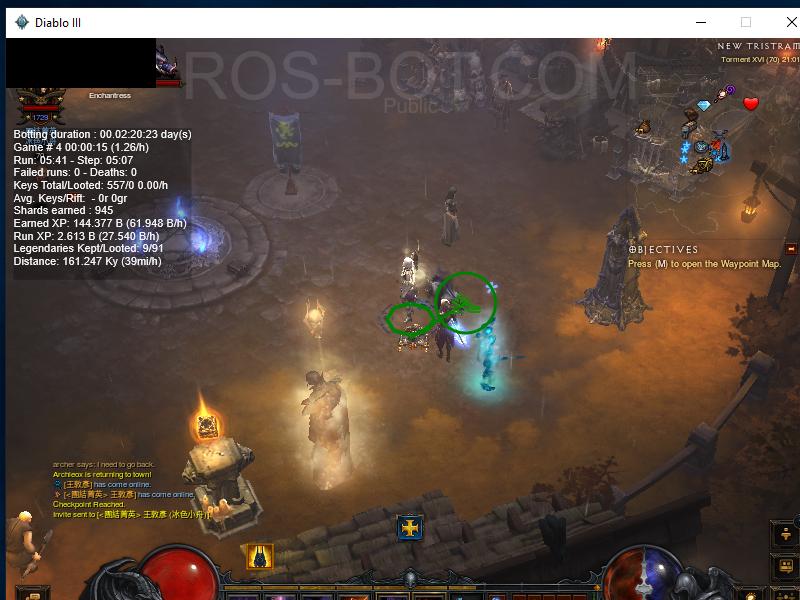 Diablo III
ROS-BOT.COM
Public
NEW TRISTRAM
Torment XVI (70) 21:01
Enchantress
1729
Botting duration : 00.02:20:23 day(s)
Game # 4 00:00:15 (1.26/h)
Run: 05:41 - Step: 05:07
Failed runs: 0 - Deaths: 0
Keys Total/Looted: 557/0 0.00/h
Avg. Keys/Rift: - 0r 0gr
Shards earned : 945
Earned XP: 144.377 B (61.948 B/h)
Run XP: 2.613 B (27.540 B/h)
Legendaries Kept/Looted: 9/91
Distance: 161.247 Ky (39mi/h)
OBJECTIVES
Press (M) to open the Waypoint Map.
archer says: I need to go back.
Archleox is returning to town!
[王敦彥] has come online.
[<團結菁英> 王敦彥] has come online.
Checkpoint Reached.
Invite sent to [<團結菁英> 王敦彥 (冰色小舟)]